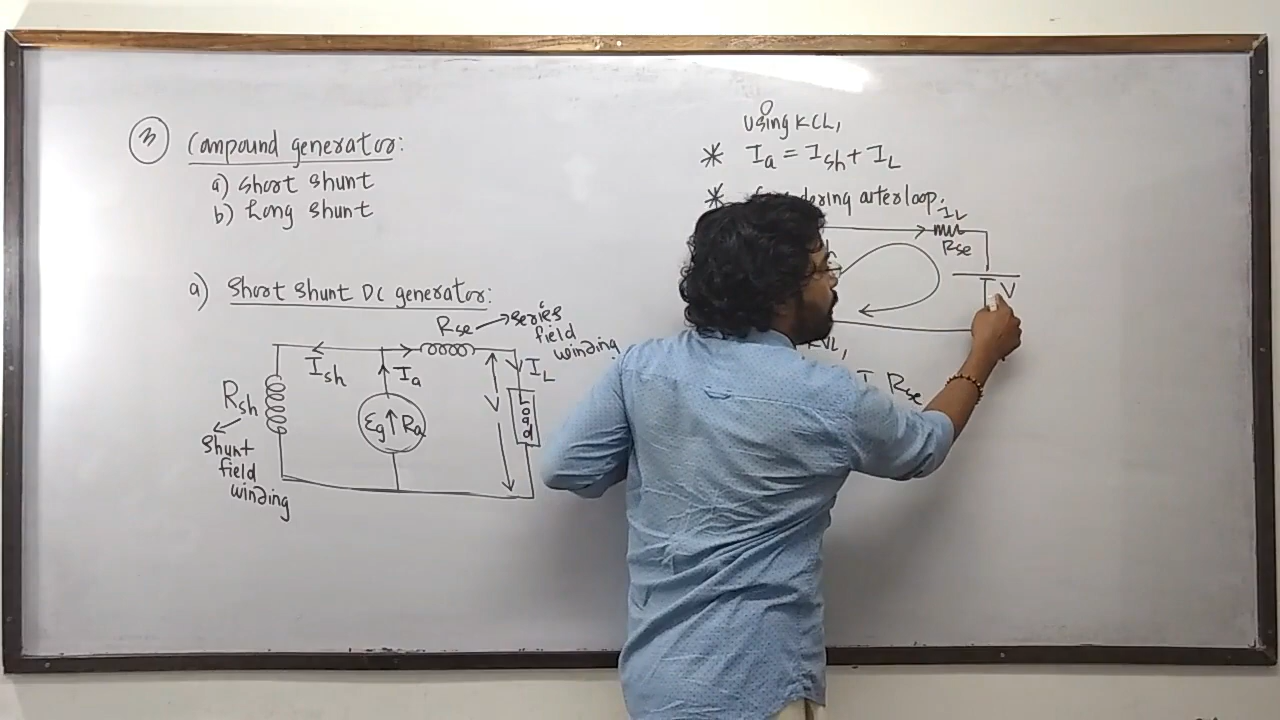 3
Compound generator:
a) short shunt
b) Long shunt
a) Short shunt DC generator:
Rse → series
field
winding
Ish
Ia
IL
Rsh
Shunt
field
winding
Eg ↑ Ra
V
Load
using KCL,
* Ia = Ish + IL
* outer loop,
IL
Rse
V
KVL,
I Rse